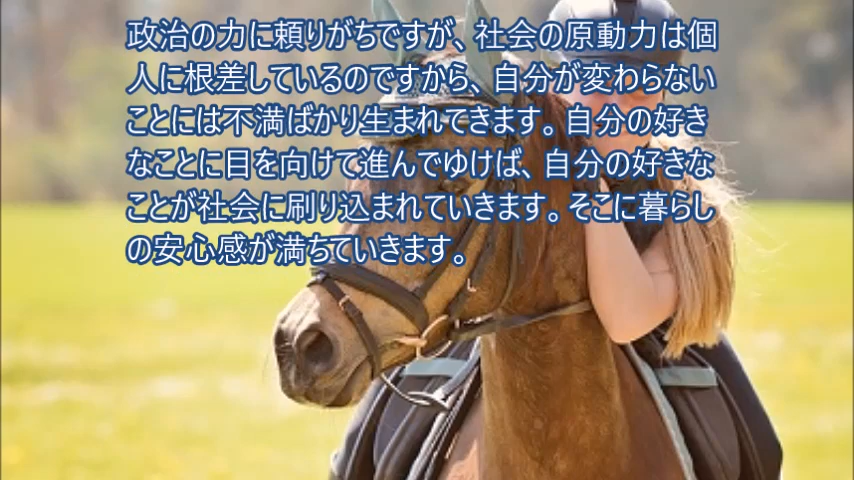 政治の力に頼りがちですが、社会の原動力は個
人に根差しているのですから、自分が変わらない
ことには不満ばかり生まれてきます。自分の好き
なことに目を向けて進んでゆけば、自分の好きな
ことが社会に刷り込まれていきます。そこに暮らし
の安心感が満ちていきます。